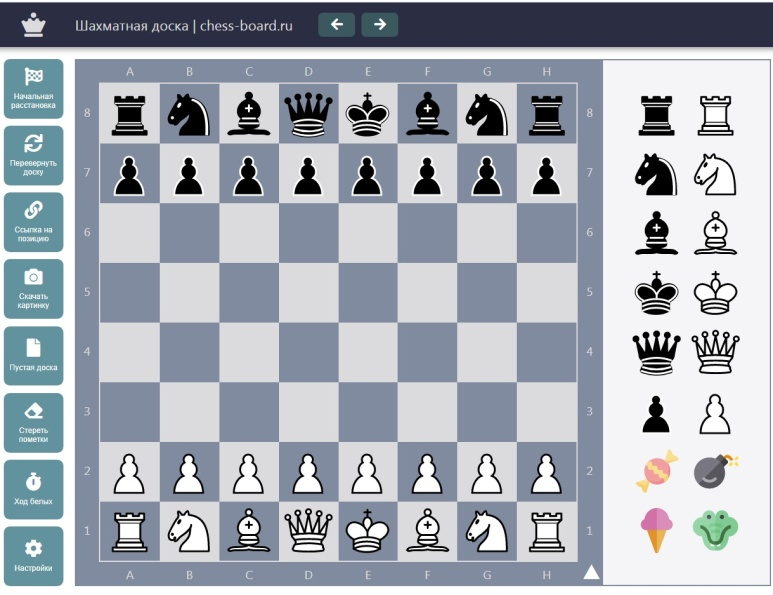 Шахматная доска | chess-board.ru
Начальная
расстановка
Перевернуть
доску
Ссылка на
позицию
Скачать
картинку
Пустая доска
Стереть
пометки
Ход белых
Настройки
A B C D E F G H
8 8
7 7
6 6
5 5
4 4
3 3
2 2
1 1
A B C D E F G H